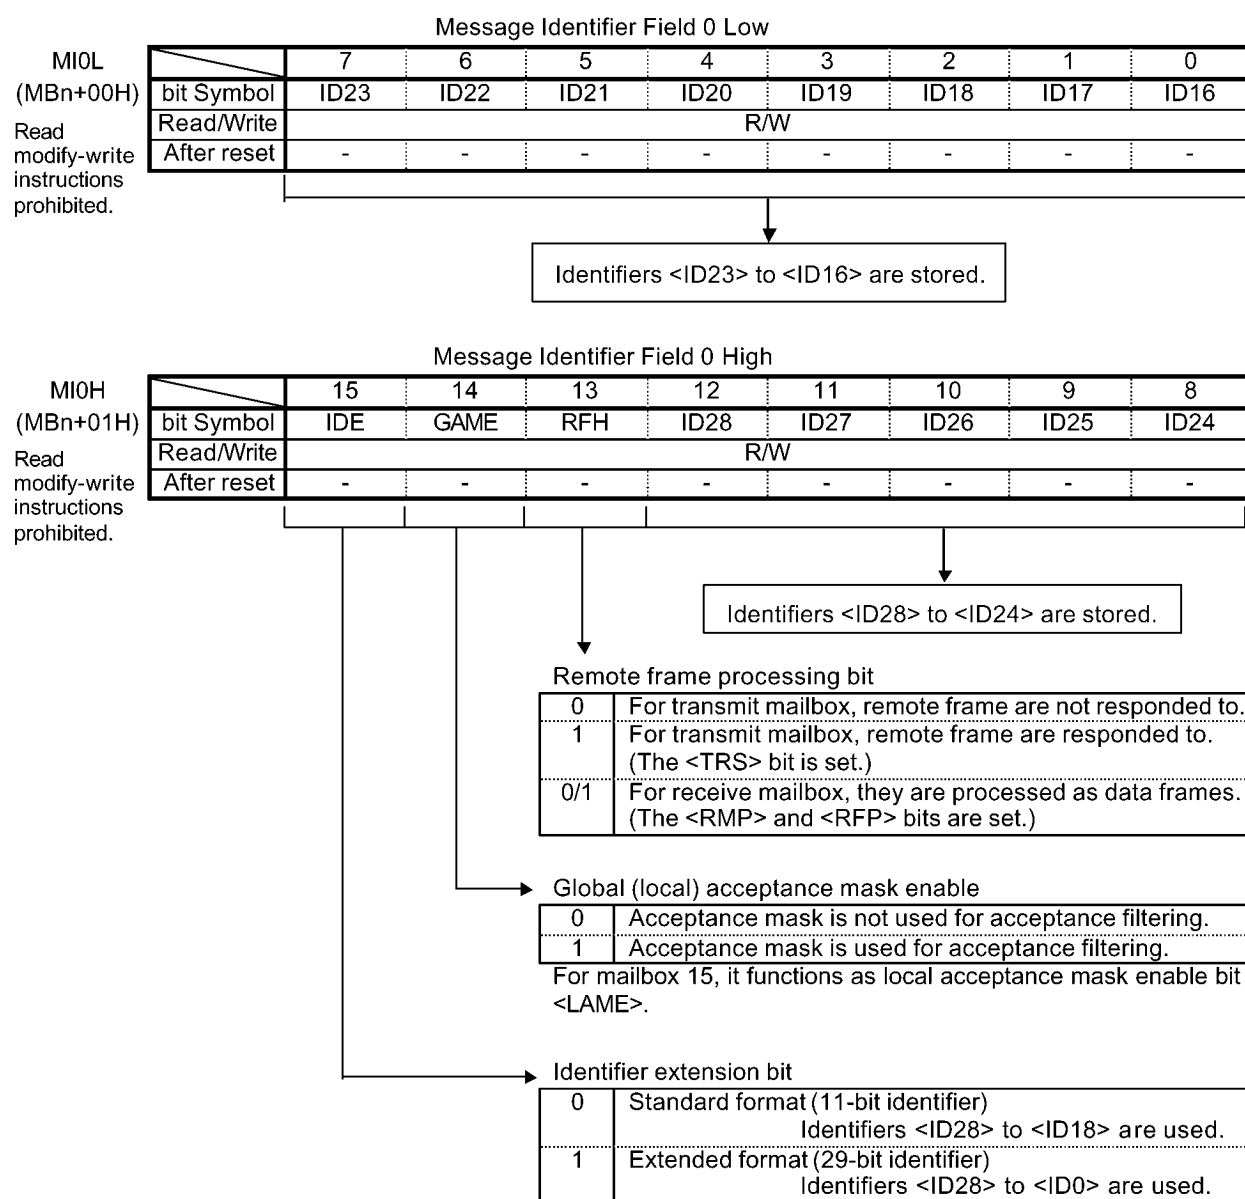 Message Identifier Field 0 Low
MI0L 7 6 5 4 3 2 1 0
(MBn+00H) bit Symbol ID23 ID22 ID21 ID20 ID19 ID18 ID17 ID16
Read/Write R/W
After reset - - - - - - - -
Read
modify-write
instructions
prohibited.
Identifiers <ID23> to <ID16> are stored.
Message Identifier Field 0 High
MI0H 15 14 13 12 11 10 9 8
(MBn+01H) bit Symbol IDE GAME RFH ID28 ID27 ID26 ID25 ID24
Read/Write R/W
After reset - - - - - - - -
Read
modify-write
instructions
prohibited.
Identifiers <ID28> to <ID24> are stored.
Remote frame processing bit
0 For transmit mailbox, remote frame are not responded to.
1 For transmit mailbox, remote frame are responded to.
(The <TRS> bit is set.)
0/1 For receive mailbox, they are processed as data frames.
(The <RMP> and <RFP> bits are set.)
Global (local) acceptance mask enable
0 Acceptance mask is not used for acceptance filtering.
1 Acceptance mask is used for acceptance filtering.
For mailbox 15, it functions as local acceptance mask enable bit
<LAME>.
Identifier extension bit
0 Standard format (11-bit identifier)
Identifiers <ID28> to <ID18> are used.
1 Extended format (29-bit identifier)
Identifiers <ID28> to <ID0> are used.